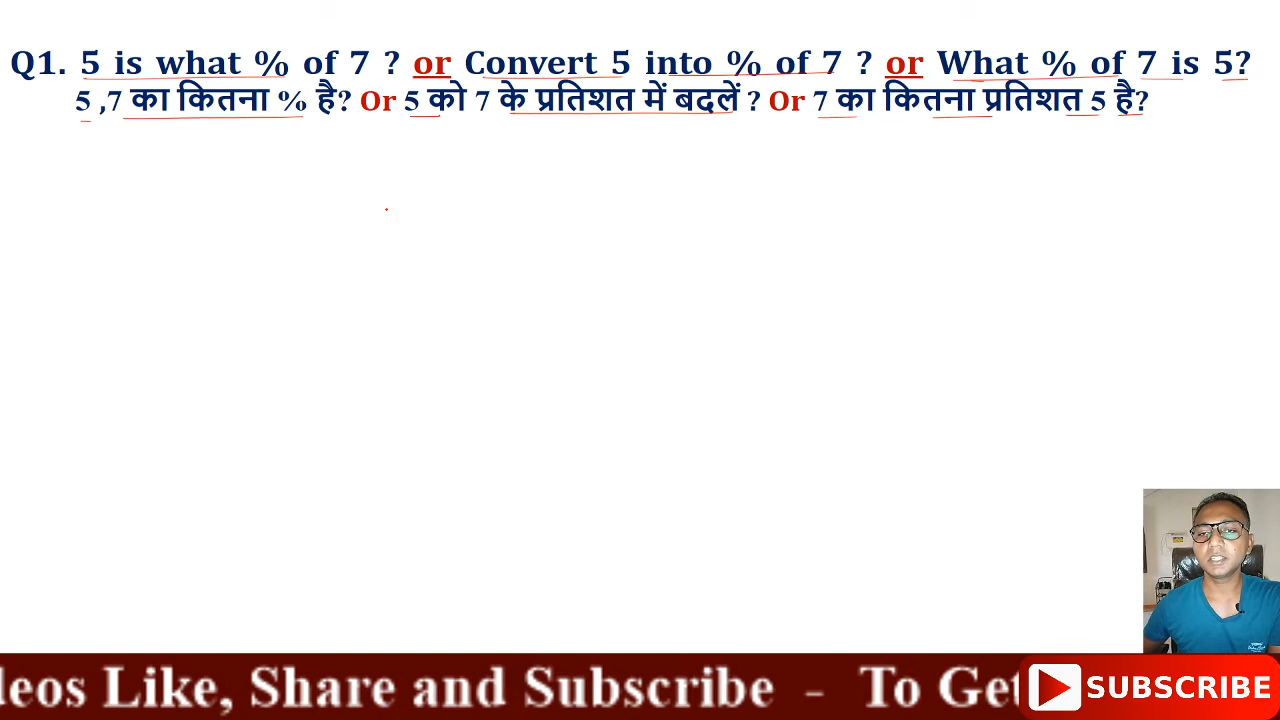 Q1. 5 is what % of 7 ? or Convert 5 into % of 7 ? or What % of 7 is 5?
5 ,7 का कितना % है? Or 5 को 7 के प्रतिशत में बदलें ? Or 7 का कितना प्रतिशत 5 है?
deos Like, Share and Subscribe - To Get
SUBSCRIBE